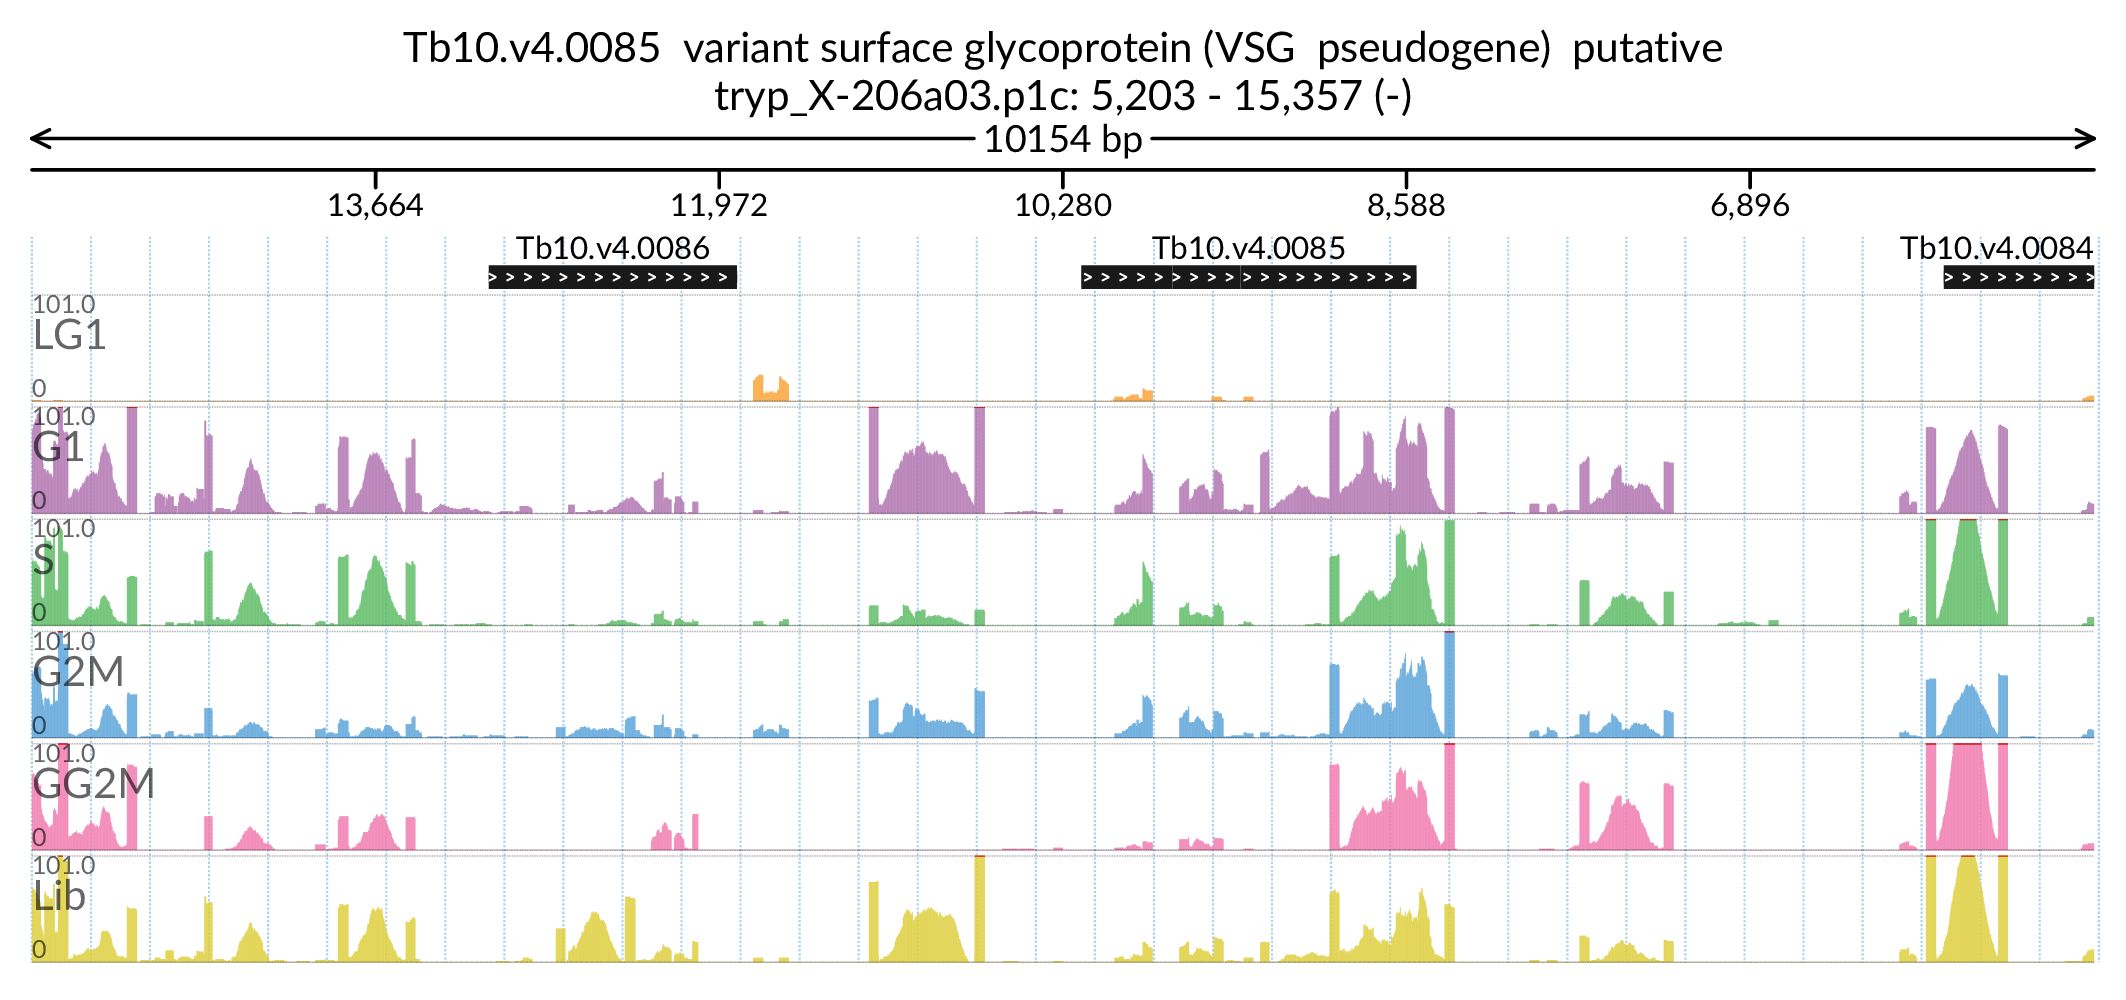 Tb10.v4.0085  variant surface glycoprotein (VSG  pseudogene)  putative
tryp_X-206a03.p1c: 5,203 - 15,357 (-)
10154 bp
13,664 11,972 10,280 8,588 6,896
Tb10.v4.0086 Tb10.v4.0085 Tb10.v4.0084
101.0
LG1
0
101.0
G1
0
101.0
S
0
101.0
G2M
0
101.0
GG2M
0
101.0
Lib
0